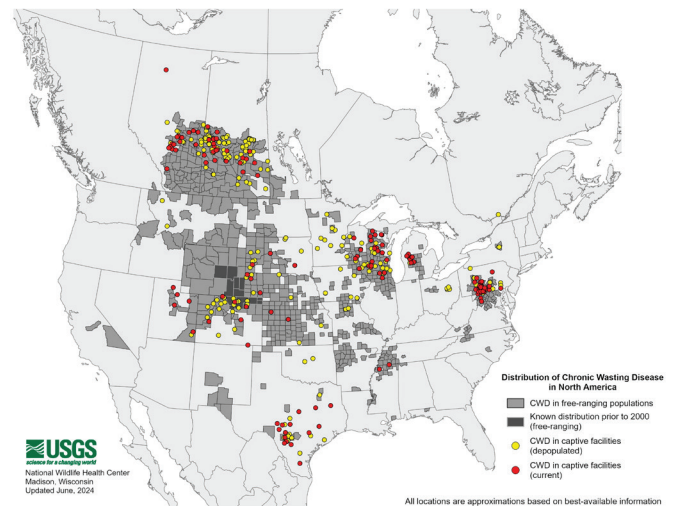 Distribution of Chronic Wasting Disease
in North America
CWD in free-ranging populations
Known distribution prior to 2000
(free-ranging)
CWD in captive facilities
(depopulated)
CWD in captive facilities
(current)
USGS
science for a changing world
National Wildlife Health Center
Madison, Wisconsin
Updated June, 2024
All locations are approximations based on best-available information